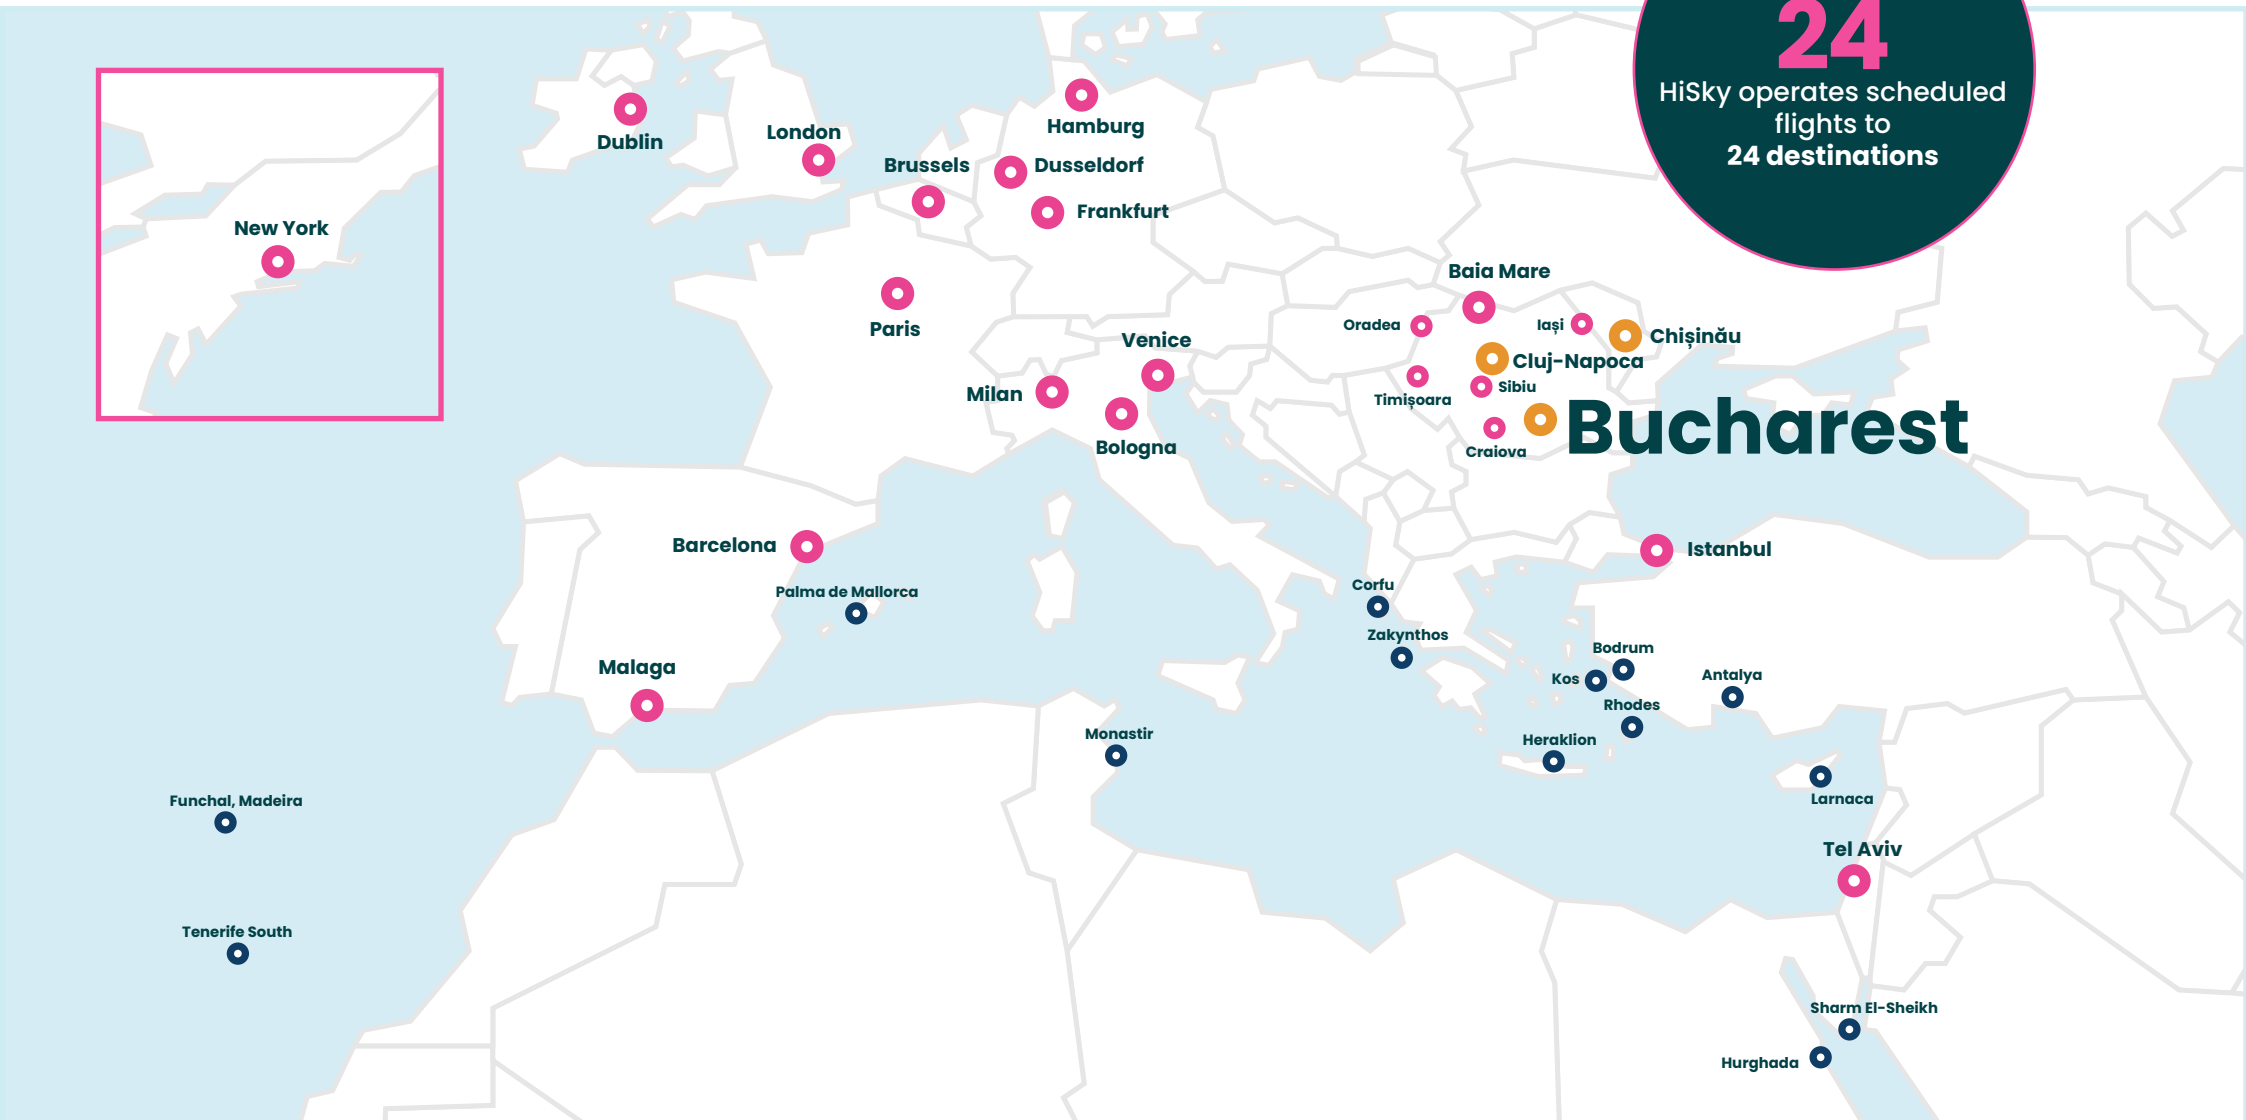 24
HiSky operates scheduled
flights to
24 destinations
New York
Dublin
London
Hamburg
Brussels
Dusseldorf
Frankfurt
Paris
Venice
Milan
Bologna
Baia Mare
Oradea
Iași
Chișinău
Cluj-Napoca
Timișoara
Sibiu
Bucharest
Craiova
Barcelona
Istanbul
Palma de Mallorca
Corfu
Zakynthos
Malaga
Bodrum
Kos
Antalya
Rhodes
Monastir
Heraklion
Larnaca
Funchal, Madeira
Tel Aviv
Tenerife South
Sharm El-Sheikh
Hurghada